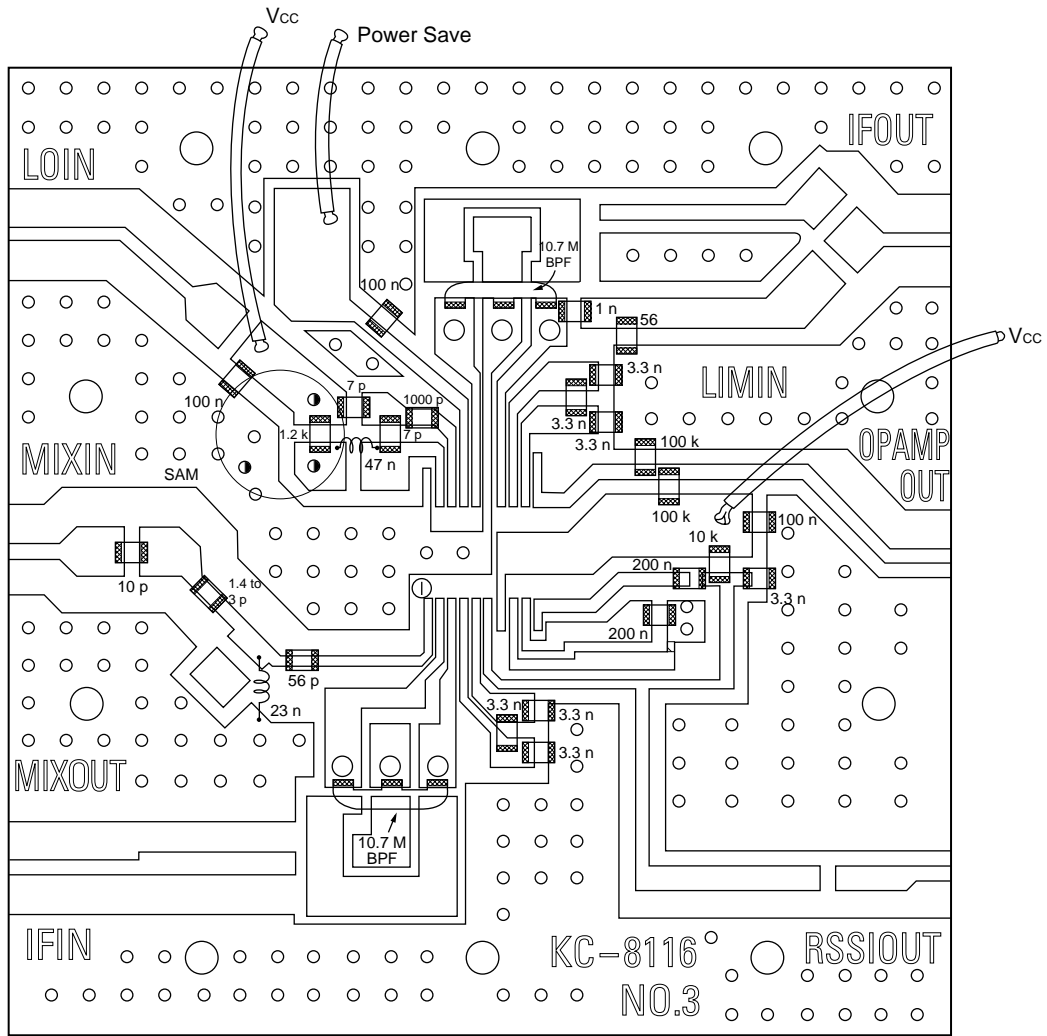 VCC
Power Save
LOIN
IFOUT
10.7 M
BPF
100 n
1 n
56
VCC
3.3 n
LIMIN
100 n
7 p
1000 p
3.3 n
1.2 k
7 p
3.3 n
MIXIN
47 n
100 k
OPAMP
OUT
SAM
100 k
100 n
10 k
200 n
10 p
1.4 to
3 p
3.3 n
200 n
56 p
23 n
3.3 n
3.3 n
3.3 n
MIXOUT
10.7 M
BPF
IFIN
KC-8116
NO.3
RSSIOUT